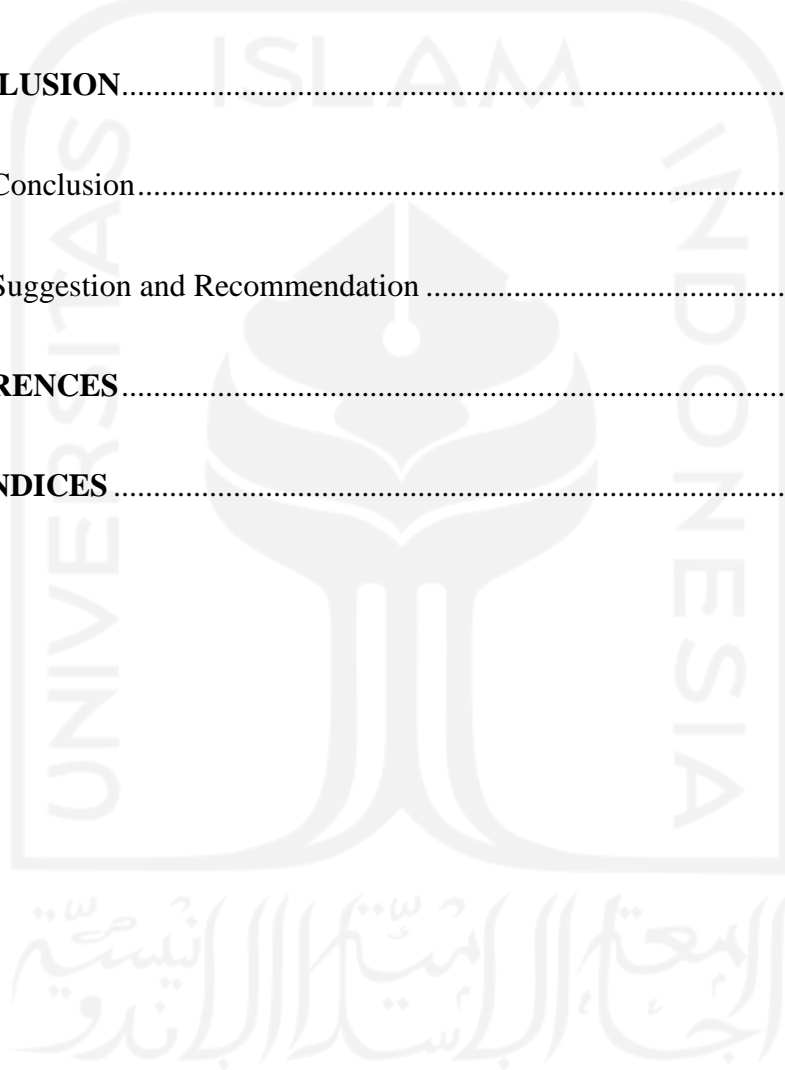 ISLAM
LUSION
Conclusion
Suggestion and Recommendation
RENCES
NDICES
UNIVERSITAS
INDONESIA